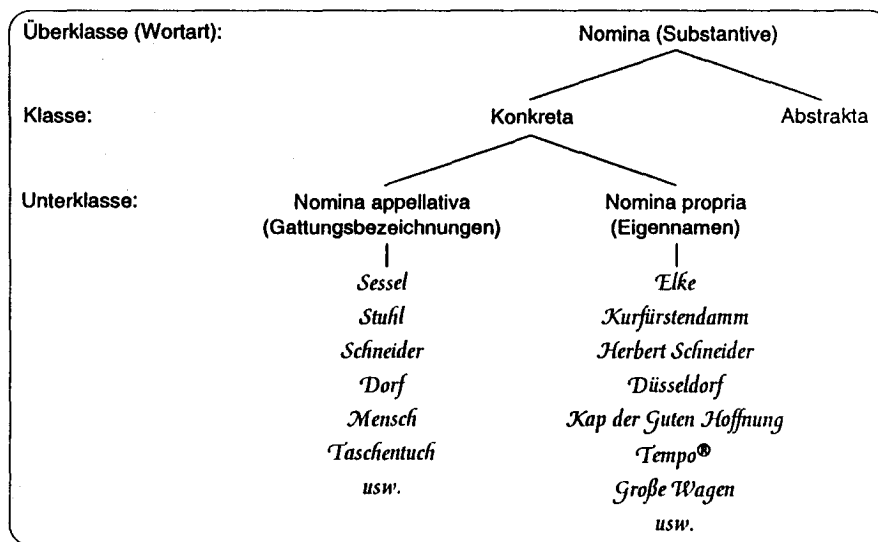 Überklasse (Wortart): Nomina (Substantive)
Klasse: Konkreta Abstrakta
Unterklasse: Nomina appellativa Nomina propria
(Gattungsbezeichnungen) (Eigennamen)
Sessel Elke
Stuhl Kurfürstendamm
Schneider Herbert Schneider
Dorf Düsseldorf
Mensch Kap der Guten Hoffnung
Taschentuch Tempo®
usw. Große Wagen
usw.